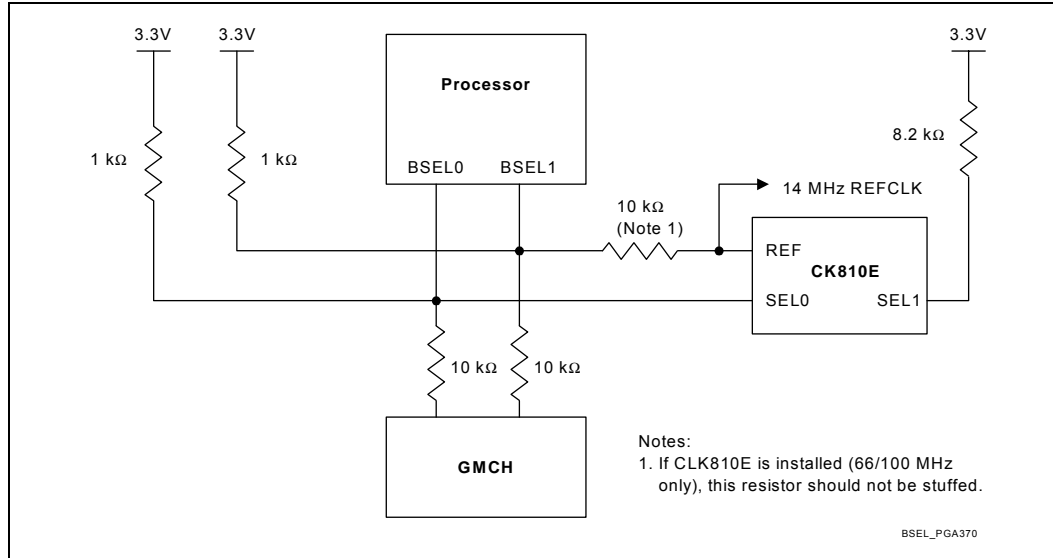 3.3V
3.3V
3.3V
Processor
8.2 kΩ
1 kΩ
1 kΩ
BSEL0
BSEL1
14 MHz REFCLK
10 kΩ
(Note 1)
REF
CK810E
SEL0
SEL1
10 kΩ
10 kΩ
Notes:
1. If CLK810E is installed (66/100 MHz
only), this resistor should not be stuffed.
GMCH
BSEL_PGA370